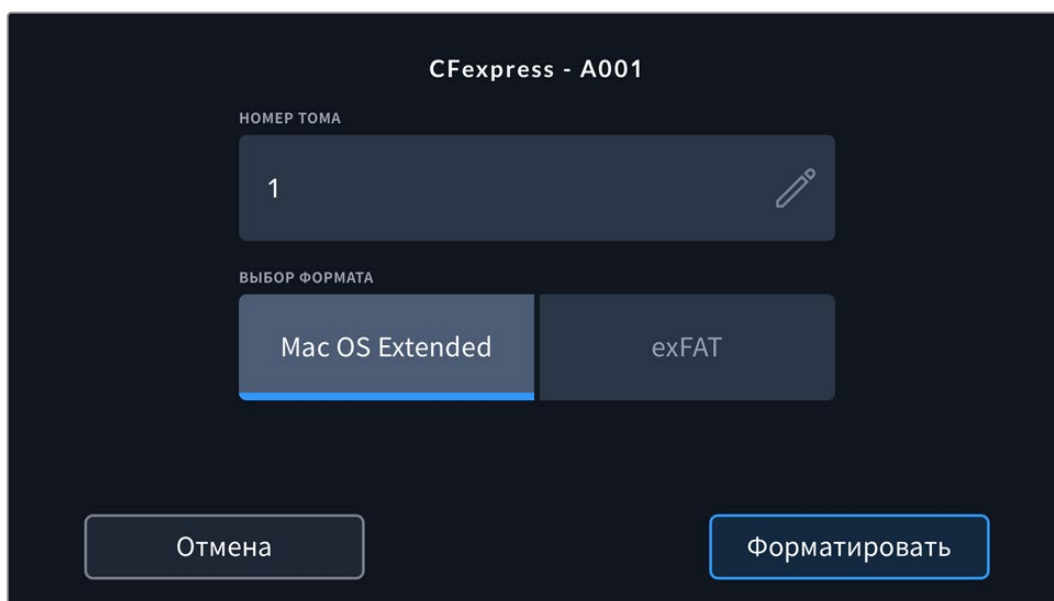 CFexpress - A001
НОМЕР ТОМА
1
ВЫБОР ФОРМАТА
Mac OS Extended exFAT
Отмена Форматировать